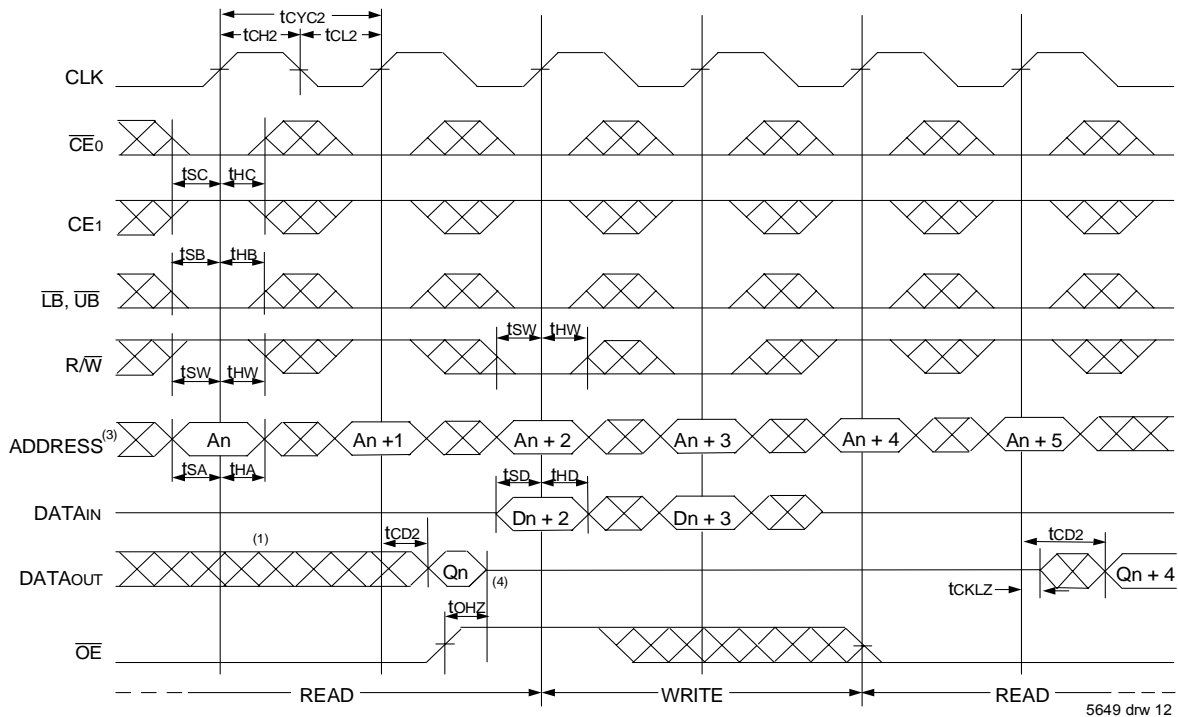 tCYC2
tCH2 tCL2
CLK
CE0
tSC tHC
CE1
tSB tHB
LB, UB
tSW tHW
R/W
tSW tHW
ADDRESS(3) An An + 1 An + 2 An + 3 An + 4 An + 5
tSA tHA tSD tHD
DATAIN Dn + 2 Dn + 3
(1) tCD2 tCD2
DATAOUT Qn (4) Qn + 4
tCKLZ
tOHZ
OE
READ WRITE READ
5649 drw 12